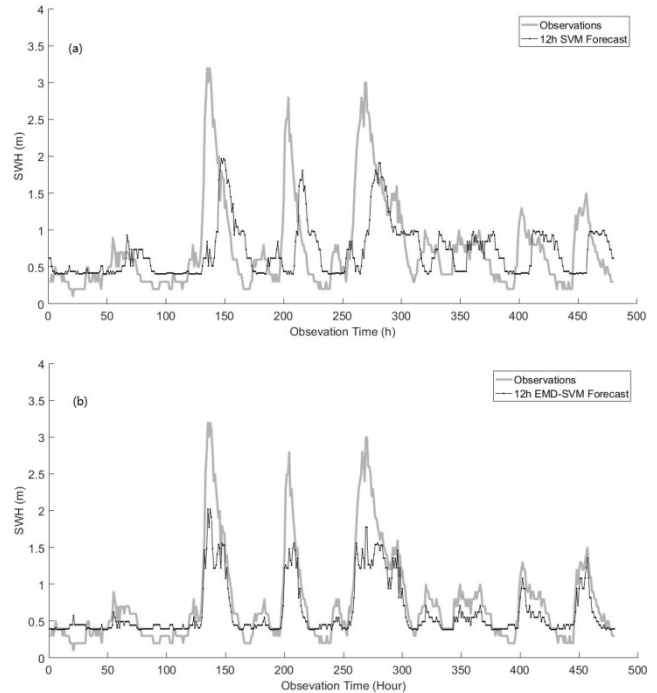 4
(a)
Observations
12h SVM Forecast
3.5
3
2.5
SWH (m)
2
1.5
1
0.5
0
0 50 100 150 200 250 300 350 400 450 500
Obsevation Time (h)
4
(b)
Observations
12h EMD-SVM Forecast
3.5
3
2.5
SWH (m)
2
1.5
1
0.5
0
0 50 100 150 200 250 300 350 400 450 500
Obsevation Time (Hour)